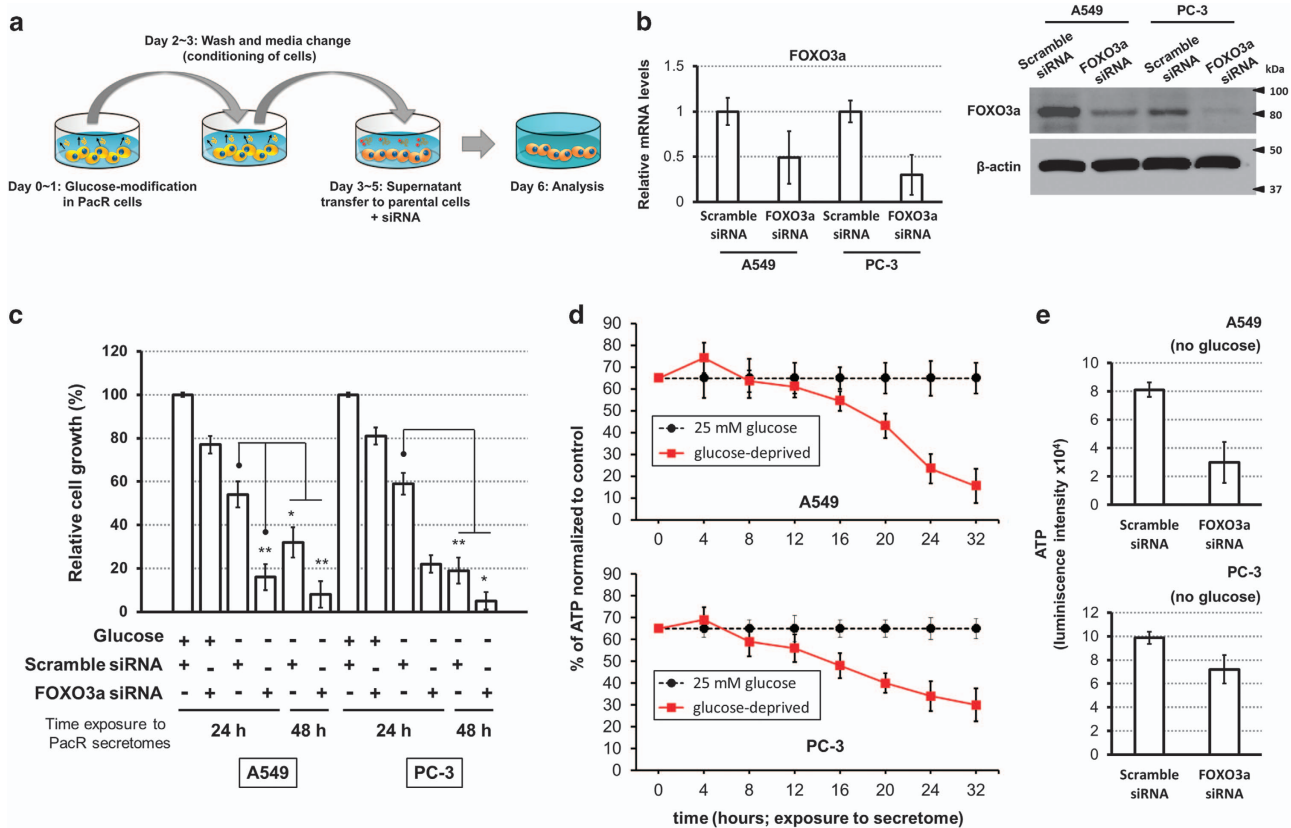 a
Day 2~3: Wash and media change
(conditioning of cells)
Day 0~1: Glucose-modification
in PacR cells
Day 3~5: Supernatant
transfer to parental cells
+ siRNA
Day 6: Analysis
b
FOXO3a
Relative mRNA levels
1.5
1
0.5
0
Scramble
siRNA
FOXO3a
siRNA
Scramble
siRNA
FOXO3a
siRNA
A549
PC-3
A549
PC-3
Scramble
siRNA
FOXO3a
siRNA
Scramble
siRNA
FOXO3a
siRNA
kDa
FOXO3a
100
80
β-actin
50
37
c
Relative cell growth (%)
120
100
80
60
40
20
0
**
*
**
**
*
Glucose + + - - - - + + - - - -
Scramble siRNA + - + - + - + - + - + -
FOXO3a siRNA - + - + - + - + - + - +
Time exposure to
PacR secretomes
24 h
48 h
24 h
48 h
A549
PC-3
d
% of ATP normalized to control
90
80
70
60
50
40
30
20
10
0
25 mM glucose
glucose-deprived
A549
0 4 8 12 16 20 24 32
90
80
70
60
50
40
30
20
10
0
25 mM glucose
glucose-deprived
PC-3
0 4 8 12 16 20 24 32
time (hours; exposure to secretome)
e
A549
(no glucose)
ATP
(luminiscence intensity x10⁴)
10
8
6
4
2
0
Scramble
siRNA
FOXO3a
siRNA
PC-3
(no glucose)
12
10
8
6
4
2
0
Scramble
siRNA
FOXO3a
siRNA